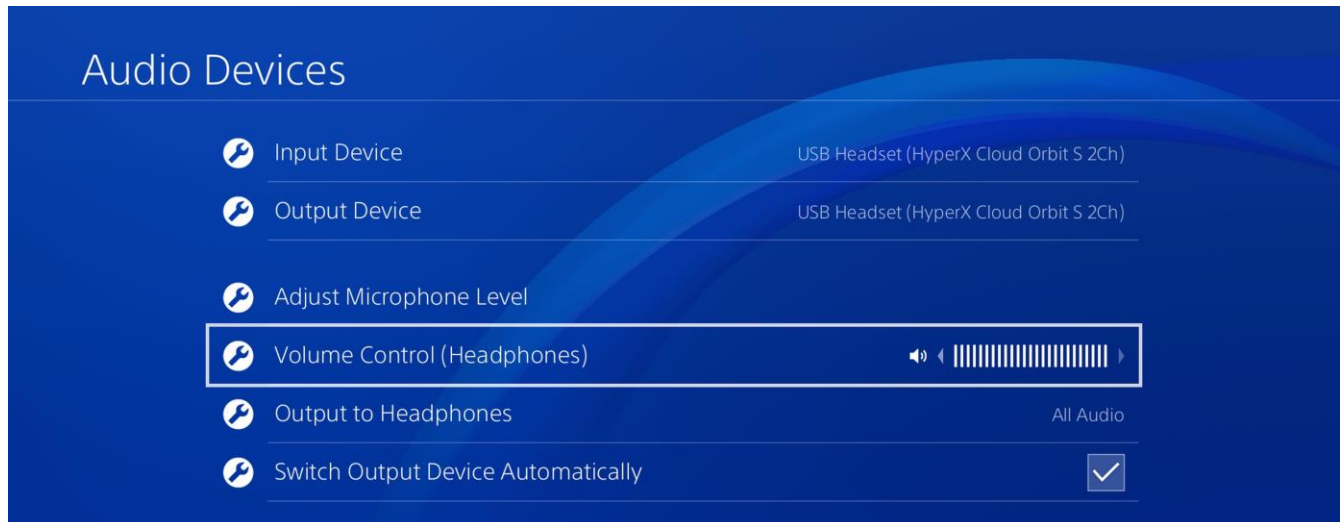 Audio Devices
Input Device USB Headset (HyperX Cloud Orbit S 2Ch)
Output Device USB Headset (HyperX Cloud Orbit S 2Ch)
Adjust Microphone Level
Volume Control (Headphones)
Output to Headphones All Audio
Switch Output Device Automatically